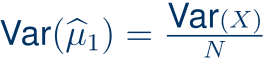 Var(μ̂₁) = Var(X)/N